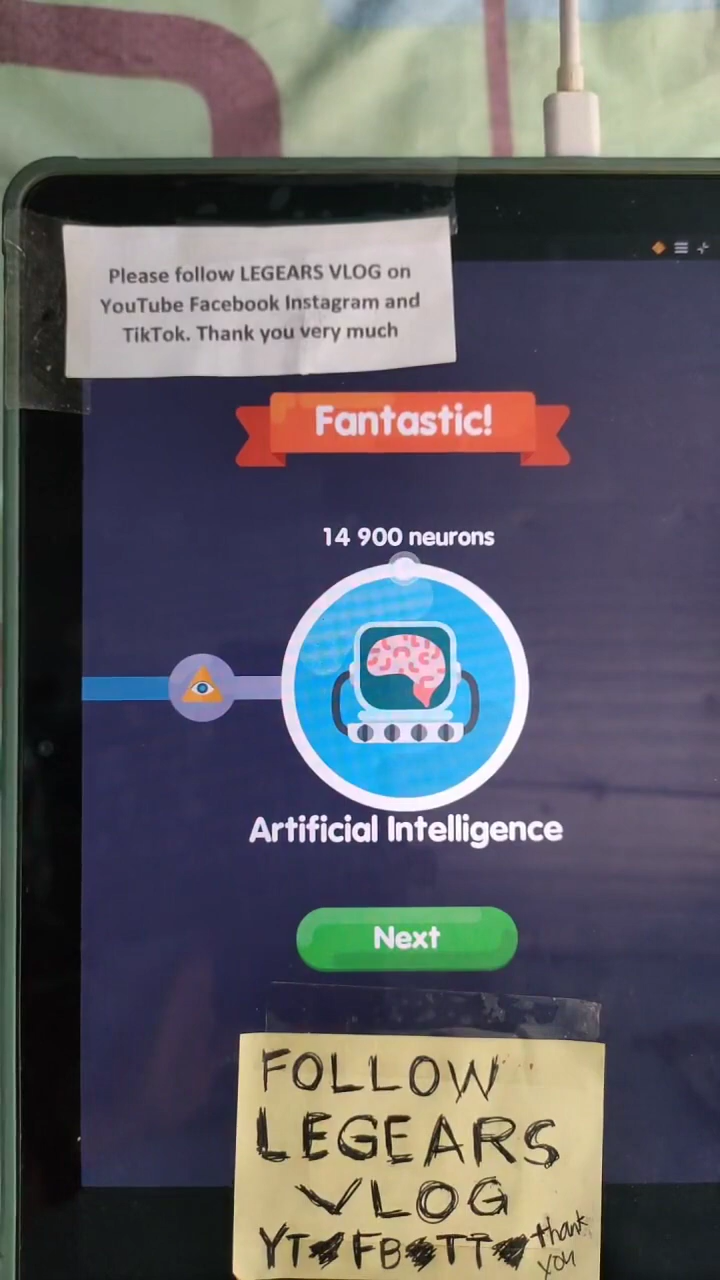 Please follow LEGEARS VLOG on
YouTube Facebook Instagram and
TikTok. Thank you very much
Fantastic!
14 900 neurons
Artificial Intelligence
Next
FOLLOW
LEGEARS
VLOG
YT FB TT thank
you